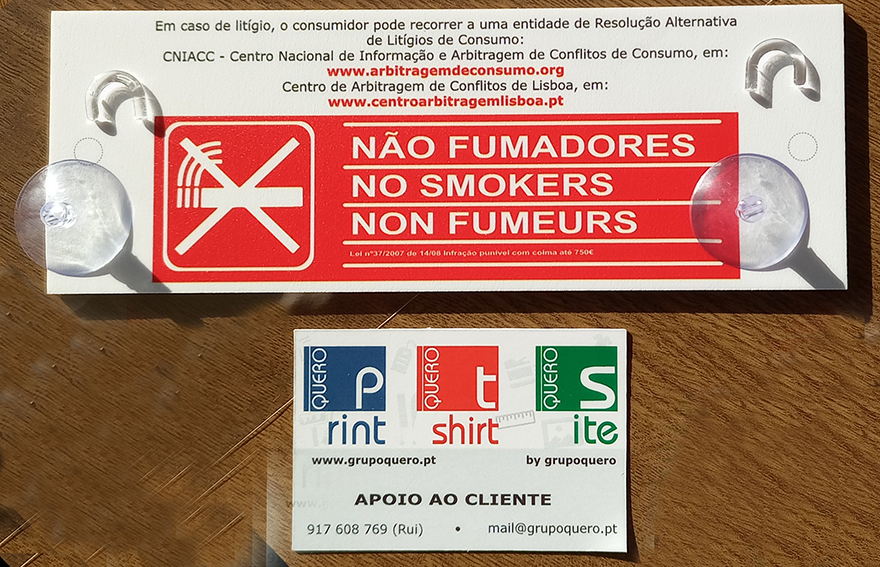 Em caso de litígio, o consumidor pode recorrer a uma entidade de Resolução Alternativa
de Litígios de Consumo:
CNIACC - Centro Nacional de Informação e Arbitragem de Conflitos de Consumo, em:
www.arbitragemdeconsumo.org
Centro de Arbitragem de Conflitos de Lisboa, em:
www.centroarbitragemlisboa.pt
NÃO FUMADORES
NO SMOKERS
NON FUMEURS
Lei nº37/2007 de 14/08 Infração punível com coima até 750€
QUERO Print QUERO tshirt QUERO Site
www.grupoquero.pt by grupoquero
APOIO AO CLIENTE
917 608 769 (Rui) • mail@grupoquero.pt